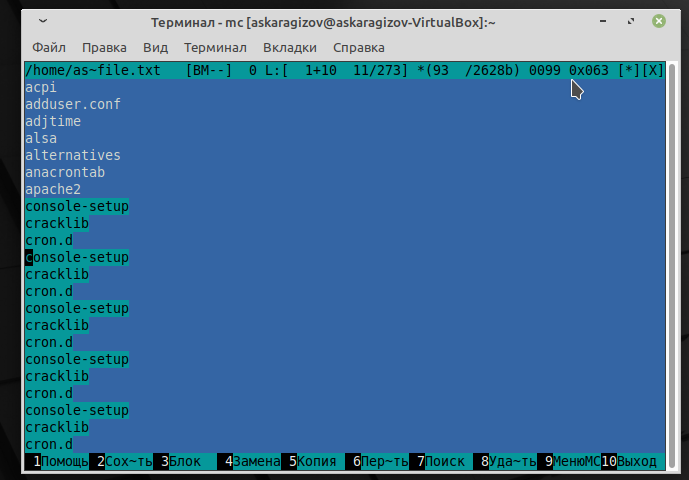 Терминал - mc [askaragizov@askaragizov-VirtualBox]:~
Файл Правка Вид Терминал Вкладки Справка
/home/as~file.txt [BM--] 0 L:[ 1+10 11/273] *(93 /2628b) 0099 0x063 [*][X]
acpi
adduser.conf
adjtime
alsa
alternatives
anacrontab
apache2
console-setup
cracklib
cron.d
console-setup
cracklib
cron.d
console-setup
cracklib
cron.d
console-setup
cracklib
cron.d
console-setup
cracklib
cron.d
1Помощь 2Сох~ть 3Блок 4Замена 5Копия 6Пер~ть 7Поиск 8Уда~ть 9МенюMC 10Выход